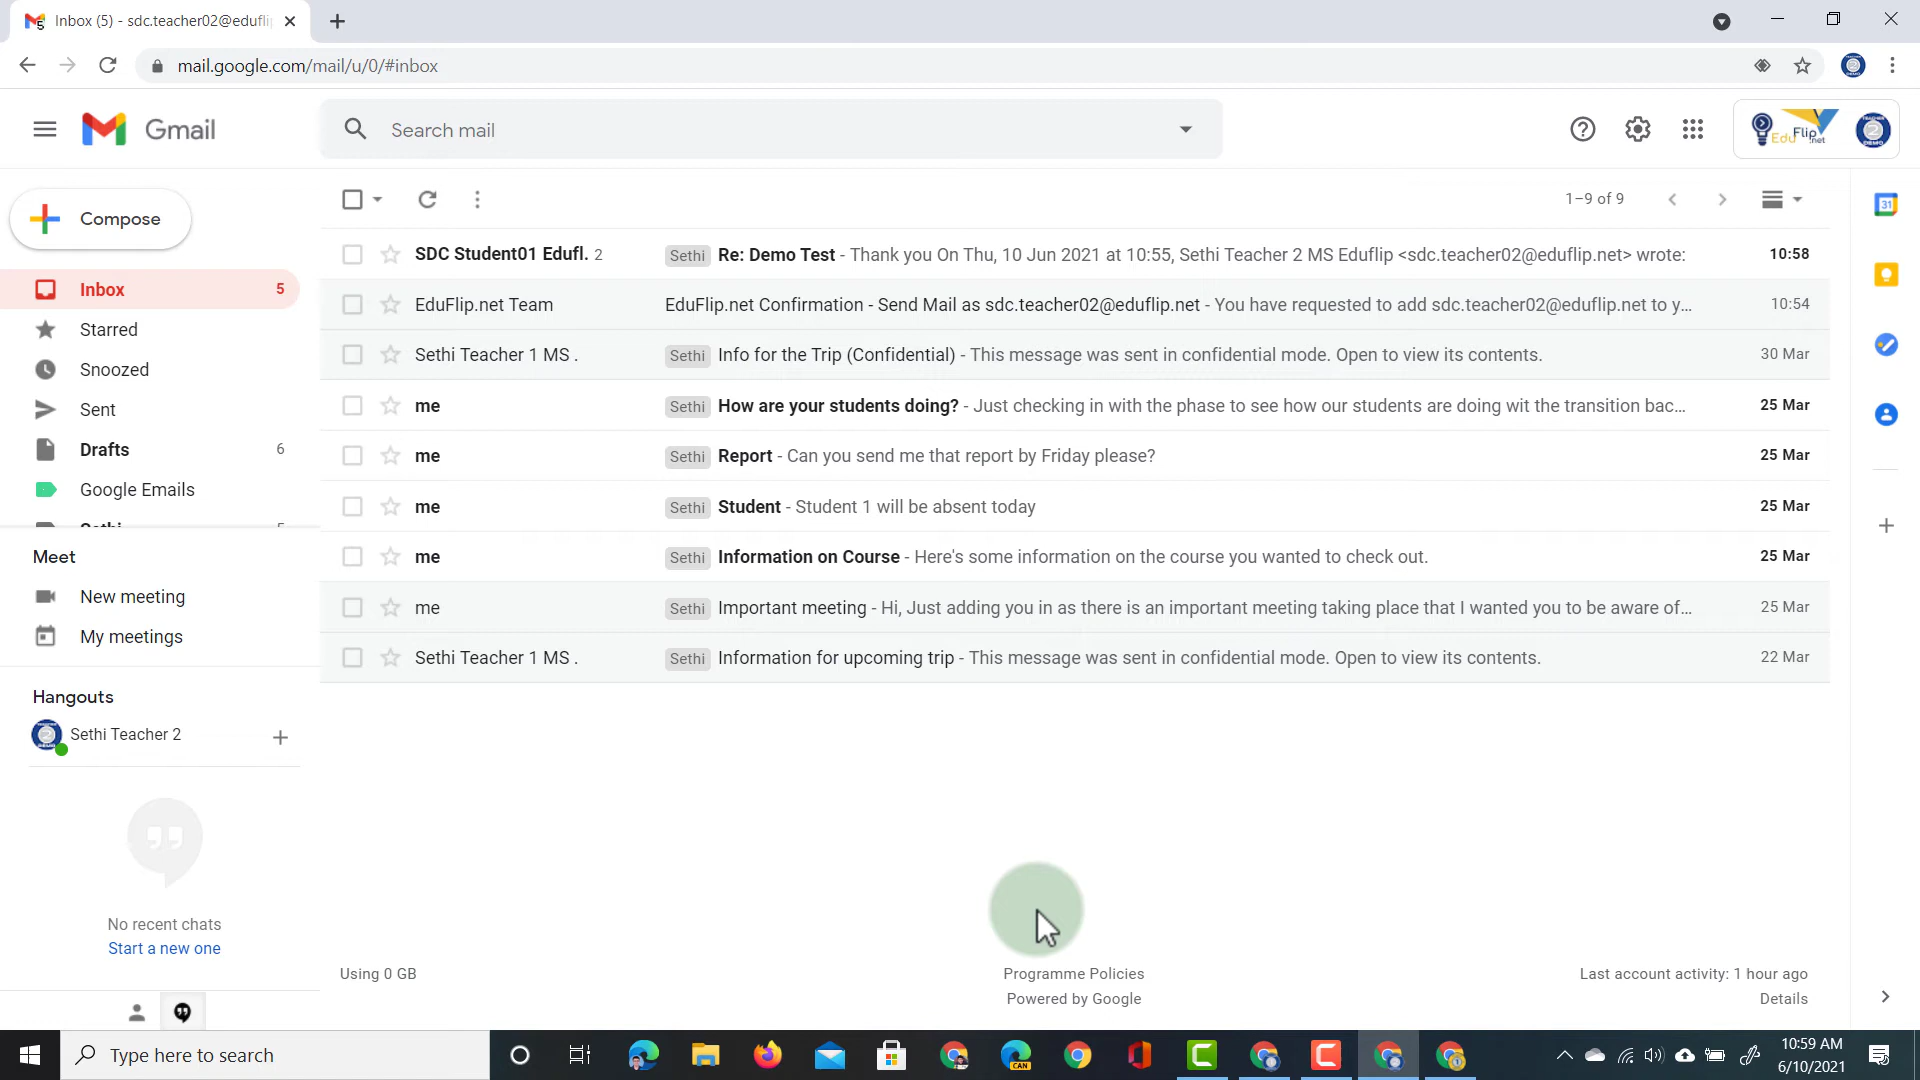 Inbox (5) - sdc.teacher02@eduflip
mail.google.com/mail/u/0/#inbox
Gmail
Search mail
EduFlip.net
TEACHER 2 DEMO
Compose
1–9 of 9
Inbox 5
Starred
Snoozed
Sent
Drafts 6
Google Emails
Sethi 5
SDC Student01 Edufl. 2 Sethi Re: Demo Test - Thank you On Thu, 10 Jun 2021 at 10:55, Sethi Teacher 2 MS Eduflip <sdc.teacher02@eduflip.net> wrote: 10:58
EduFlip.net Team EduFlip.net Confirmation - Send Mail as sdc.teacher02@eduflip.net - You have requested to add sdc.teacher02@eduflip.net to y... 10:54
Sethi Teacher 1 MS . Sethi Info for the Trip (Confidential) - This message was sent in confidential mode. Open to view its contents. 30 Mar
me Sethi How are your students doing? - Just checking in with the phase to see how our students are doing wit the transition bac... 25 Mar
me Sethi Report - Can you send me that report by Friday please? 25 Mar
me Sethi Student - Student 1 will be absent today 25 Mar
me Sethi Information on Course - Here's some information on the course you wanted to check out. 25 Mar
me Sethi Important meeting - Hi, Just adding you in as there is an important meeting taking place that I wanted you to be aware of... 25 Mar
Sethi Teacher 1 MS . Sethi Information for upcoming trip - This message was sent in confidential mode. Open to view its contents. 22 Mar
31
Meet
New meeting
My meetings
Hangouts
Sethi Teacher 2
No recent chats
Start a new one
Using 0 GB
Programme Policies
Powered by Google
Last account activity: 1 hour ago
Details
Type here to search
CAN
10:59 AM
6/10/2021